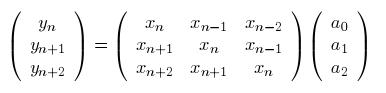 ( y_n ) = ( x_n x_{n−1} x_{n−2} ) ( a_0 )
( y_{n+1} ) ( x_{n+1} x_n x_{n−1} ) ( a_1 )
( y_{n+2} ) ( x_{n+2} x_{n+1} x_n ) ( a_2 )